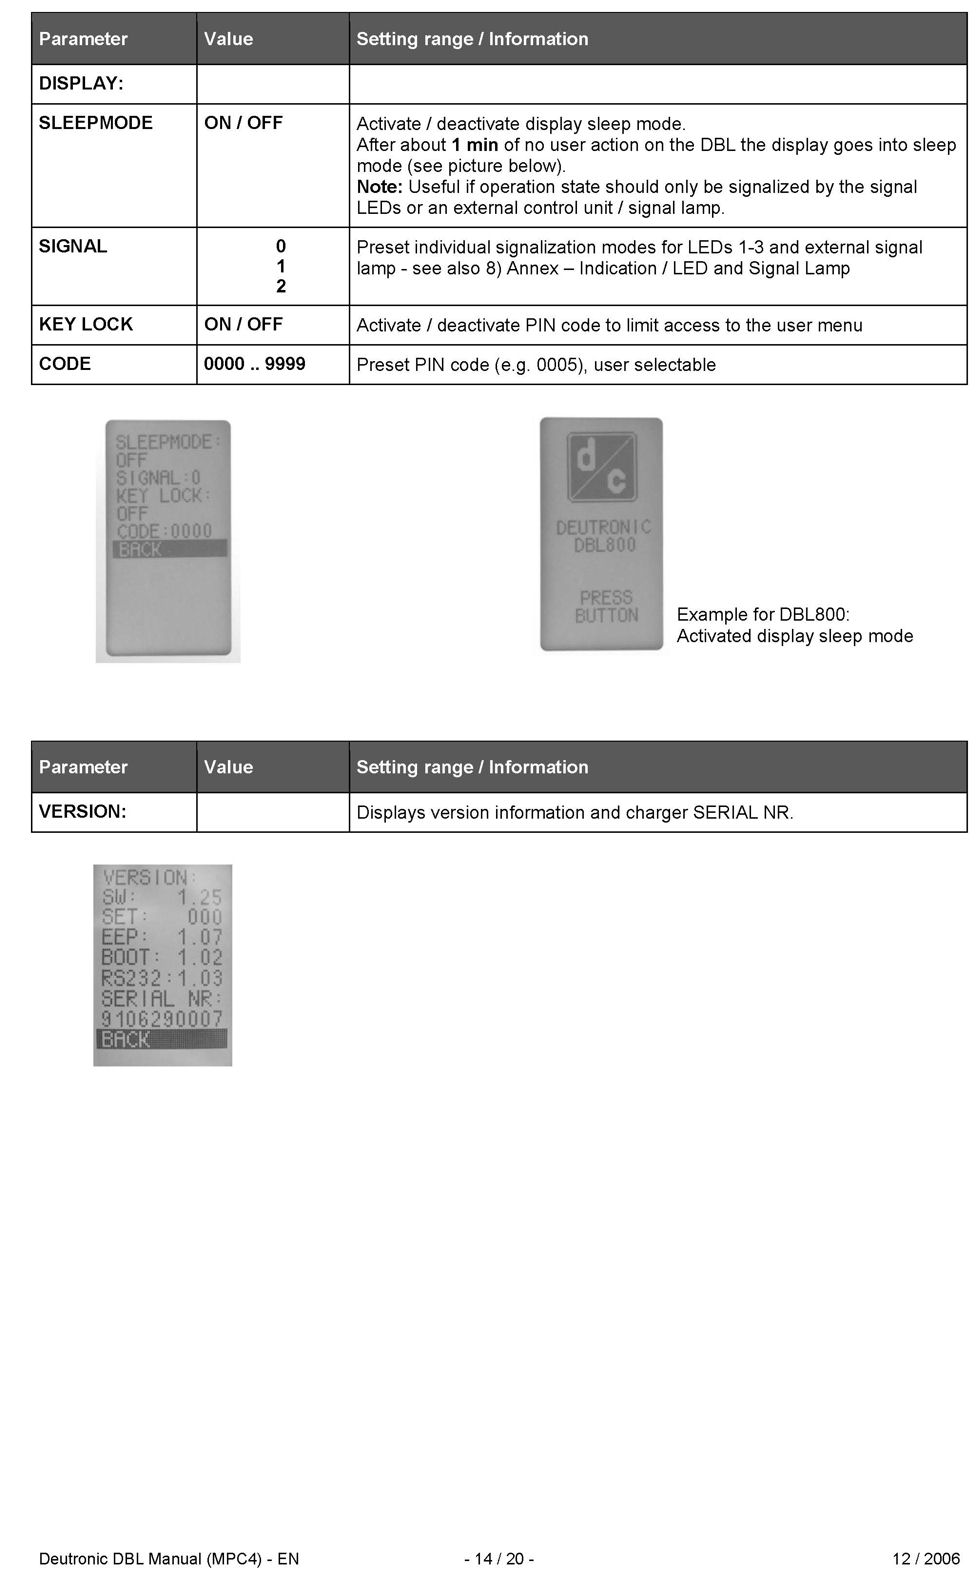 Parameter Value Setting range / Information
DISPLAY:
SLEEPMODE ON / OFF Activate / deactivate display sleep mode.
After about 1 min of no user action on the DBL the display goes into sleep
mode (see picture below).
Note: Useful if operation state should only be signalized by the signal
LEDs or an external control unit / signal lamp.
SIGNAL 0 Preset individual signalization modes for LEDs 1-3 and external signal
1 lamp - see also 8) Annex – Indication / LED and Signal Lamp
2
KEY LOCK ON / OFF Activate / deactivate PIN code to limit access to the user menu
CODE 0000 .. 9999 Preset PIN code (e.g. 0005), user selectable
SLEEPMODE:
OFF
SIGNAL:0
KEY LOCK:
OFF
CODE:0000
BACK
d
c
DEUTRONIC
DBL800
PRESS
BUTTON
Example for DBL800:
Activated display sleep mode
Parameter Value Setting range / Information
VERSION: Displays version information and charger SERIAL NR.
VERSION:
SW: 1.25
SET: 000
EEP: 1.07
BOOT: 1.02
RS232:1.03
SERIAL NR:
9106290007
BACK
Deutronic DBL Manual (MPC4) - EN - 14 / 20 - 12 / 2006